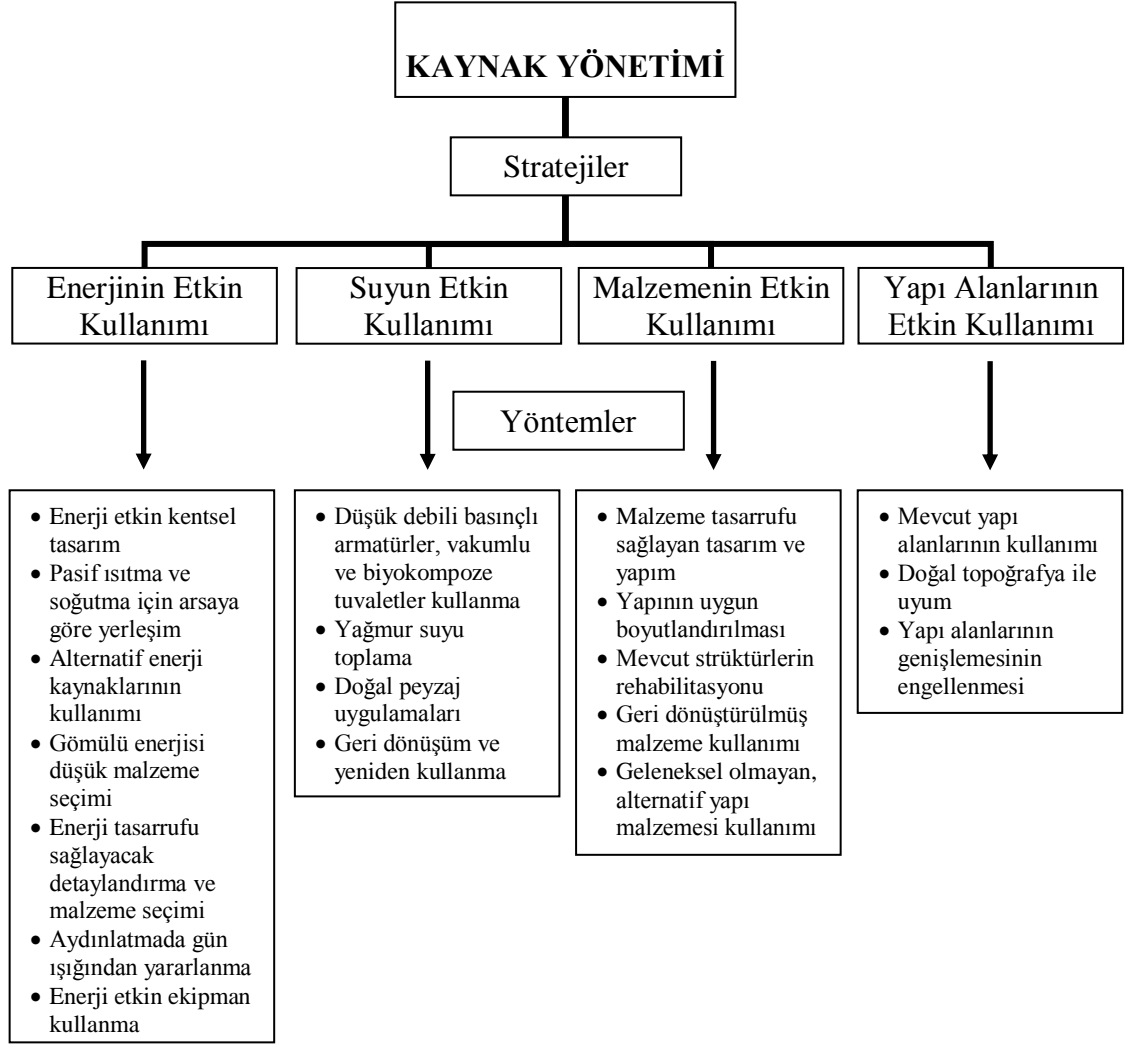 KAYNAK YÖNETİMİ
Stratejiler
Enerjinin Etkin
Kullanımı
Suyun Etkin
Kullanımı
Malzemenin Etkin
Kullanımı
Yapı Alanlarının
Etkin Kullanımı
Yöntemler
• Enerji etkin kentsel
tasarım
• Pasif ısıtma ve
soğutma için arsaya
göre yerleşim
• Alternatif enerji
kaynaklarının
kullanımı
• Gömülü enerjisi
düşük malzeme
seçimi
• Enerji tasarrufu
sağlayacak
detaylandırma ve
malzeme seçimi
• Aydınlatmada gün
ışığından yararlanma
• Enerji etkin ekipman
kullanma
• Düşük debili basınçlı
armatürler, vakumlu
ve biyokompoze
tuvaletler kullanma
• Yağmur suyu
toplama
• Doğal peyzaj
uygulamaları
• Geri dönüşüm ve
yeniden kullanma
• Malzeme tasarrufu
sağlayan tasarım ve
yapım
• Yapının uygun
boyutlandırılması
• Mevcut strüktürlerin
rehabilitasyonu
• Geri dönüştürülmüş
malzeme kullanımı
• Geleneksel olmayan,
alternatif yapı
malzemesi kullanımı
• Mevcut yapı
alanlarının kullanımı
• Doğal topoğrafya ile
uyum
• Yapı alanlarının
genişlemesinin
engellenmesi